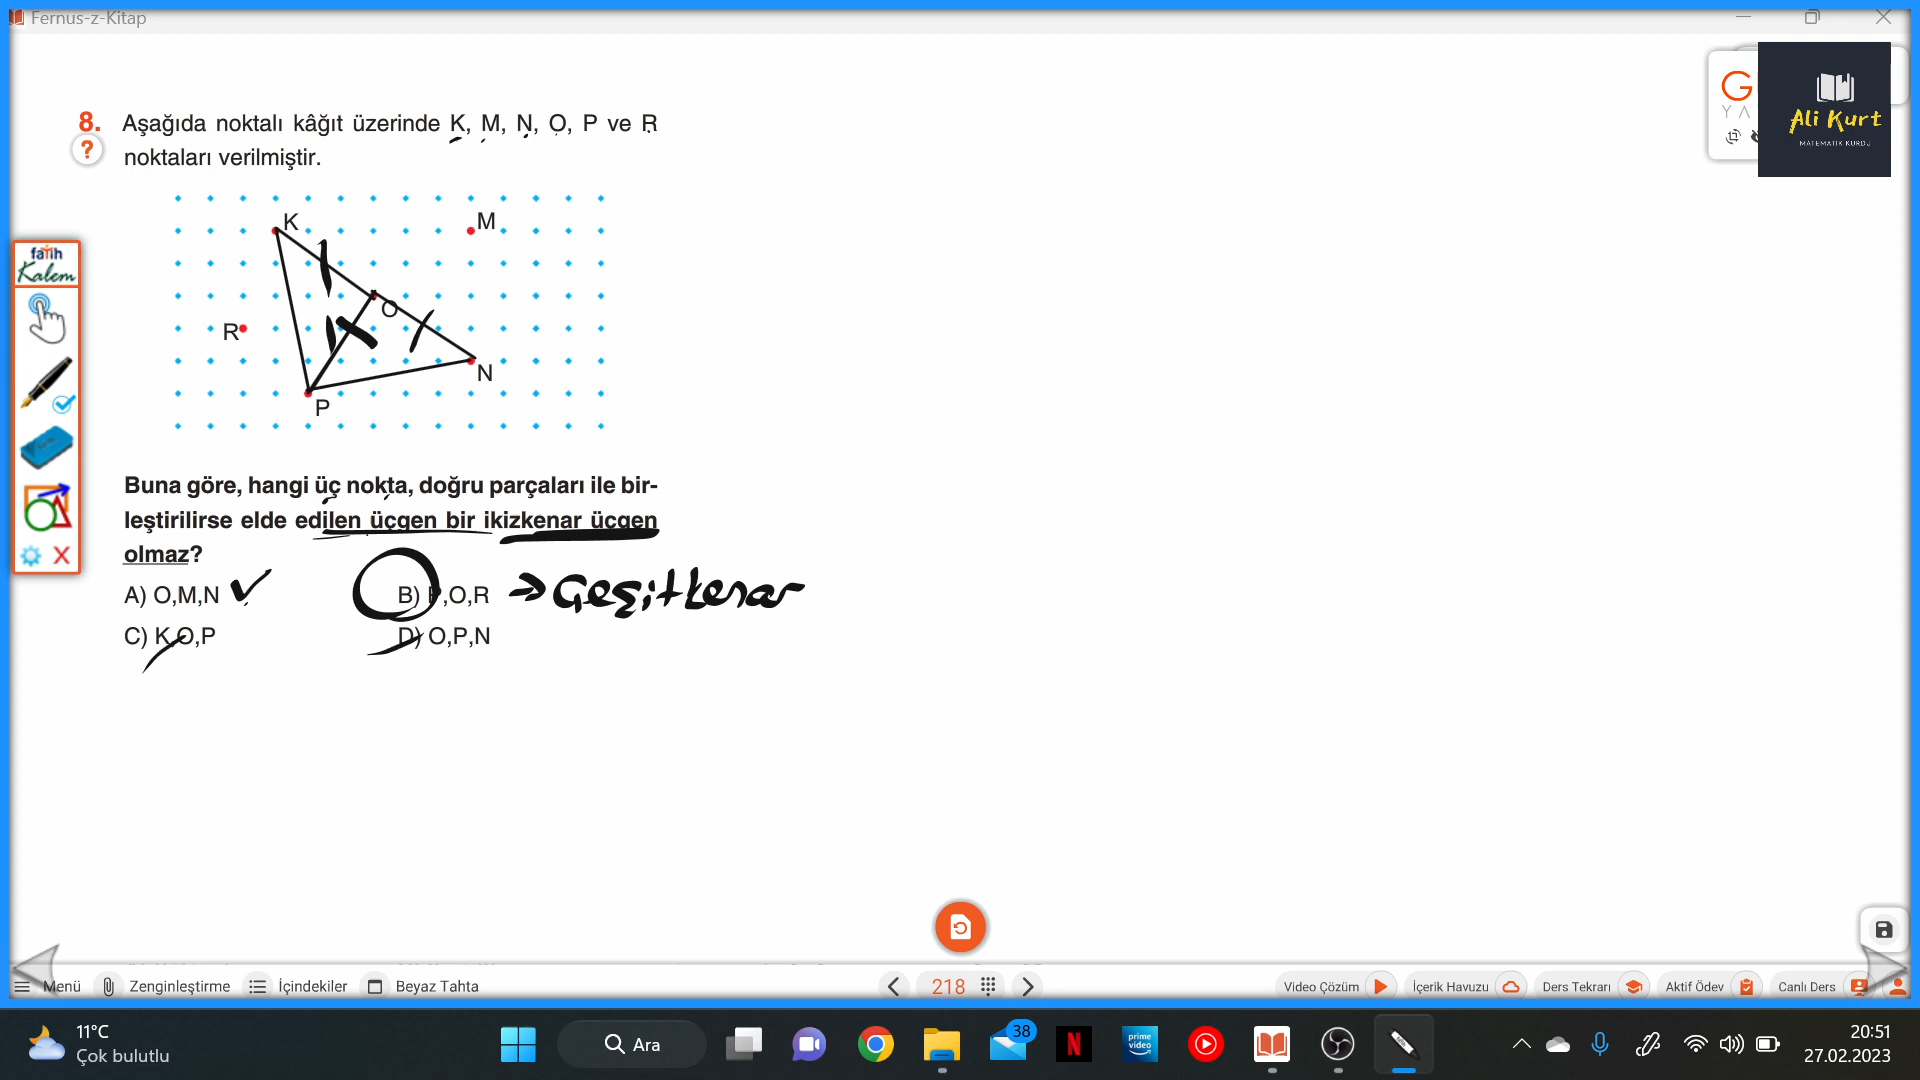 Fernus-z-Kitap
G
Y A
Ali Kurt
MATEMATİK KURDU
8. Aşağıda noktalı kâğıt üzerinde K, M, N, O, P ve R
?
noktaları verilmiştir.
K
M
O
R
N
P
fatih
Kalem
Buna göre, hangi üç nokta, doğru parçaları ile bir-
leştirilirse elde edilen üçgen bir ikizkenar üçgen
olmaz?
A) O,M,N
B) P,O,R → Çeşitkenar
C) K,O,P
D) O,P,N
Menü Zenginleştirme İçindekiler Beyaz Tahta
218
Video Çözüm İçerik Havuzu Ders Tekrarı Aktif Ödev Canlı Ders
11°C
Çok bulutlu
Ara
38
N
prime video
20:51
27.02.2023